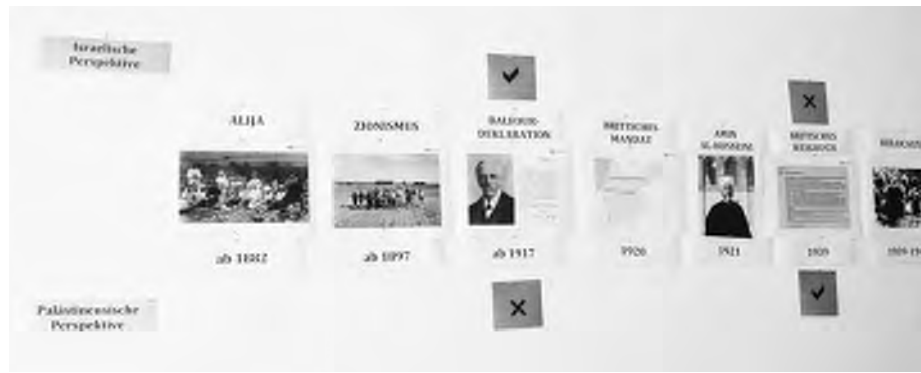 Israelische
Perspektive
ALIJA
ZIONISMUS
BALFOUR-
DEKLARATION
BRITISCHES
MANDAT
AMIN
AL-HUSSEINI
BRITISCHES
WEISSBUCH
ab 1882
ab 1897
ab 1917
1920
1921
1939
Palästinensische
Perspektive